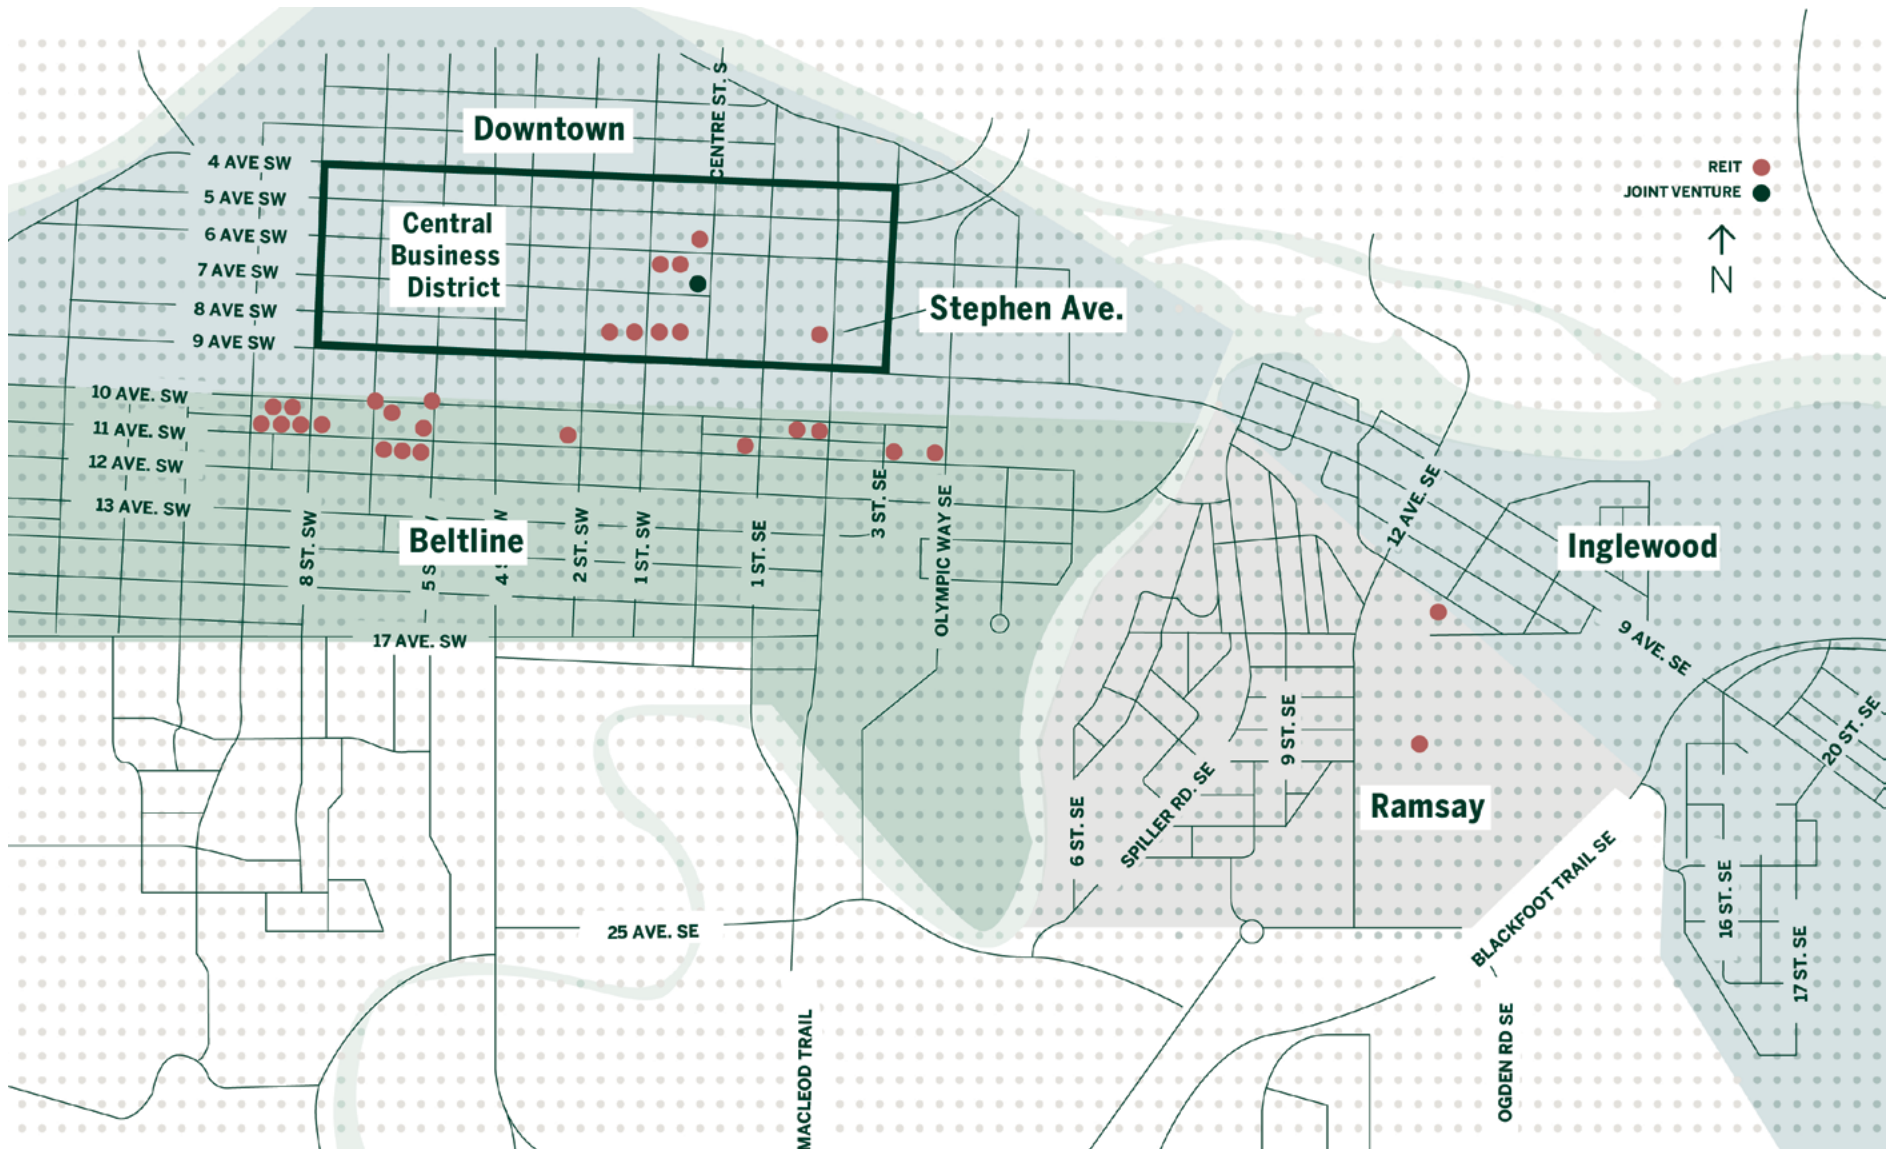 CENTRE ST. S
Downtown
4 AVE SW
5 AVE SW
6 AVE SW
7 AVE SW
8 AVE SW
9 AVE SW
Central
Business
District
Stephen Ave.
REIT
JOINT VENTURE
N
10 AVE. SW
11 AVE. SW
12 AVE. SW
13 AVE. SW
Beltline
8 ST. SW
5 S
4
2 ST. SW
1 ST. SW
1 ST. SE
3 ST. SE
OLYMPIC WAY SE
17 AVE. SW
12 AVE. SE
Inglewood
9 AVE. SE
20 ST. SE
9 ST. SE
Ramsay
6 ST. SE
SPILLER RD. SE
BLACKFOOT TRAIL SE
16 ST. SE
17 ST. SE
25 AVE. SE
MACLEOD TRAIL
OGDEN RD SE